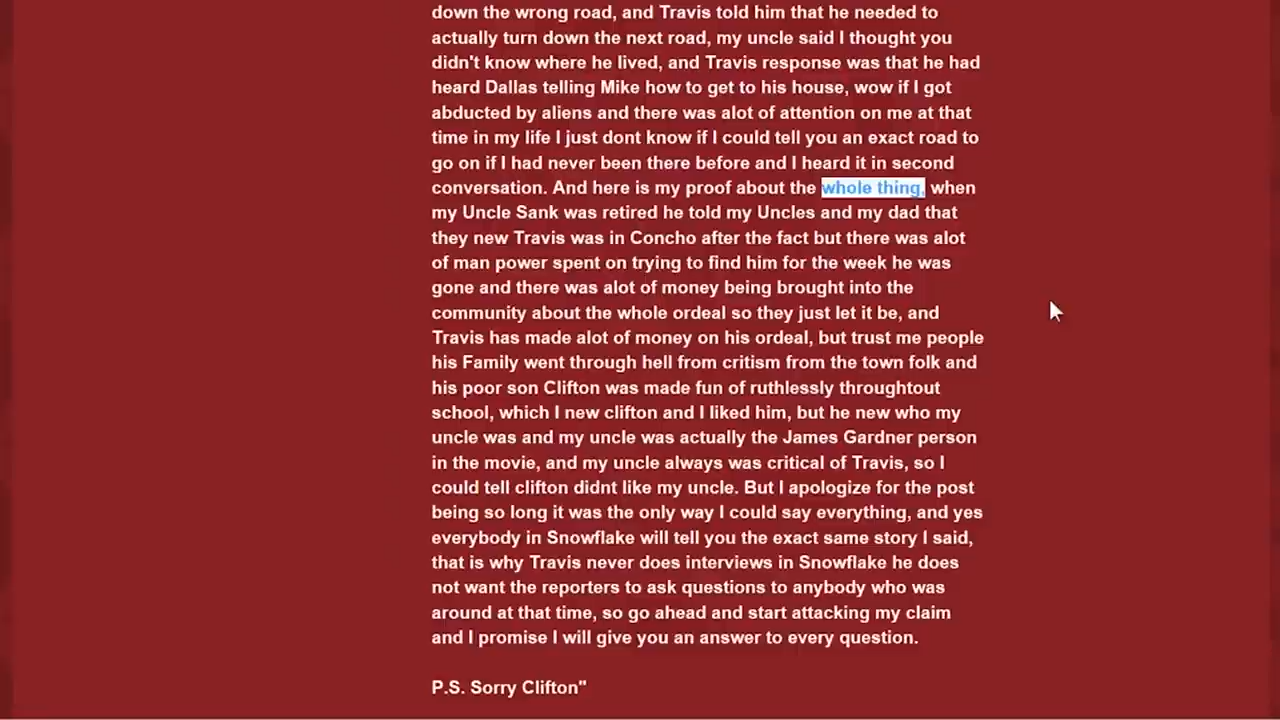 down the wrong road, and Travis told him that he needed to
actually turn down the next road, my uncle said I thought you
didn't know where he lived, and Travis response was that he had
heard Dallas telling Mike how to get to his house, wow if I got
abducted by aliens and there was alot of attention on me at that
time in my life I just dont know if I could tell you an exact road to
go on if I had never been there before and I heard it in second
conversation. And here is my proof about the whole thing, when
my Uncle Sank was retired he told my Uncles and my dad that
they new Travis was in Concho after the fact but there was alot
of man power spent on trying to find him for the week he was
gone and there was alot of money being brought into the
community about the whole ordeal so they just let it be, and
Travis has made alot of money on his ordeal, but trust me people
his Family went through hell from critism from the town folk and
his poor son Clifton was made fun of ruthlessly throughtout
school, which I new clifton and I liked him, but he new who my
uncle was and my uncle was actually the James Gardner person
in the movie, and my uncle always was critical of Travis, so I
could tell clifton didnt like my uncle. But I apologize for the post
being so long it was the only way I could say everything, and yes
everybody in Snowflake will tell you the exact same story I said,
that is why Travis never does interviews in Snowflake he does
not want the reporters to ask questions to anybody who was
around at that time, so go ahead and start attacking my claim
and I promise I will give you an answer to every question.
P.S. Sorry Clifton"